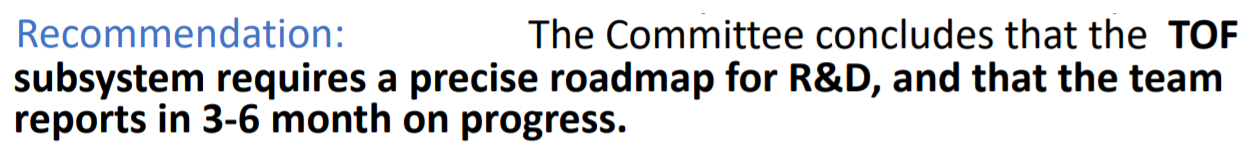 Recommendation: The Committee concludes that the TOF
subsystem requires a precise roadmap for R&D, and that the team
reports in 3-6 month on progress.